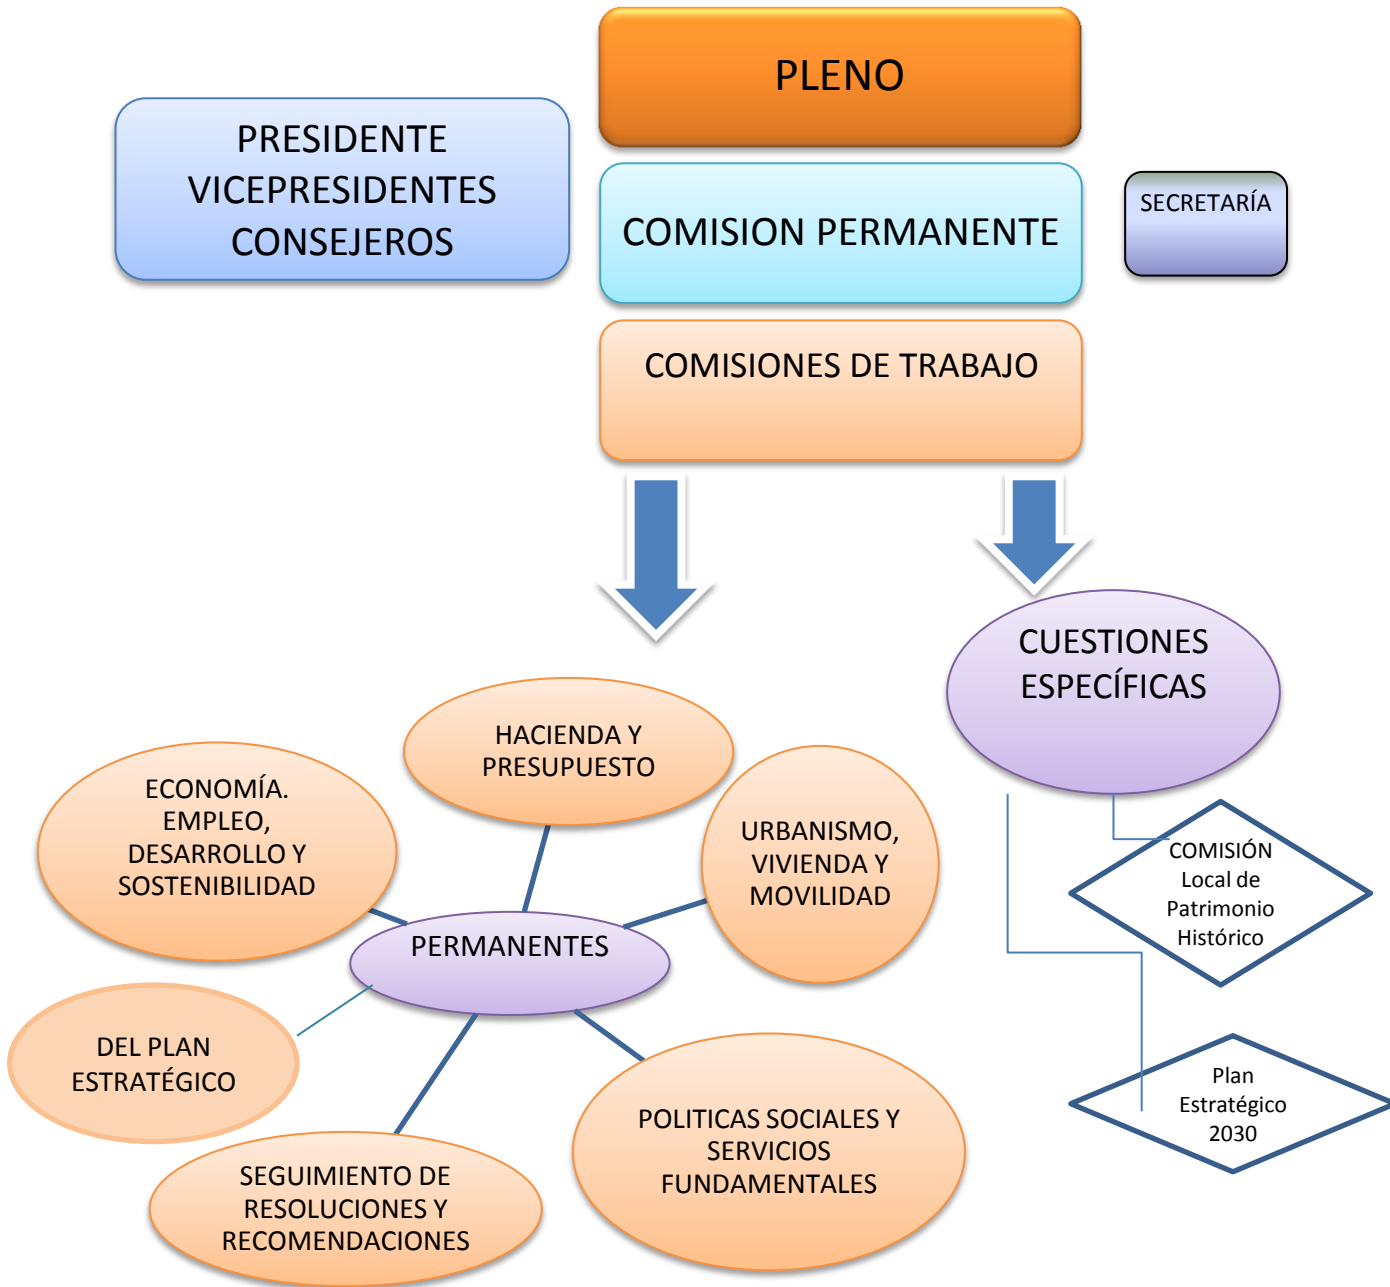 PLENO
PRESIDENTE
VICEPRESIDENTES
CONSEJEROS
COMISION PERMANENTE
SECRETARÍA
COMISIONES DE TRABAJO
CUESTIONES
ESPECÍFICAS
HACIENDA Y
PRESUPUESTO
ECONOMÍA.
EMPLEO,
DESARROLLO Y
SOSTENIBILIDAD
URBANISMO,
VIVIENDA Y
MOVILIDAD
COMISIÓN
Local de
Patrimonio
Histórico
PERMANENTES
DEL PLAN
ESTRATÉGICO
Plan
Estratégico
2030
POLITICAS SOCIALES Y
SERVICIOS
FUNDAMENTALES
SEGUIMIENTO DE
RESOLUCIONES Y
RECOMENDACIONES